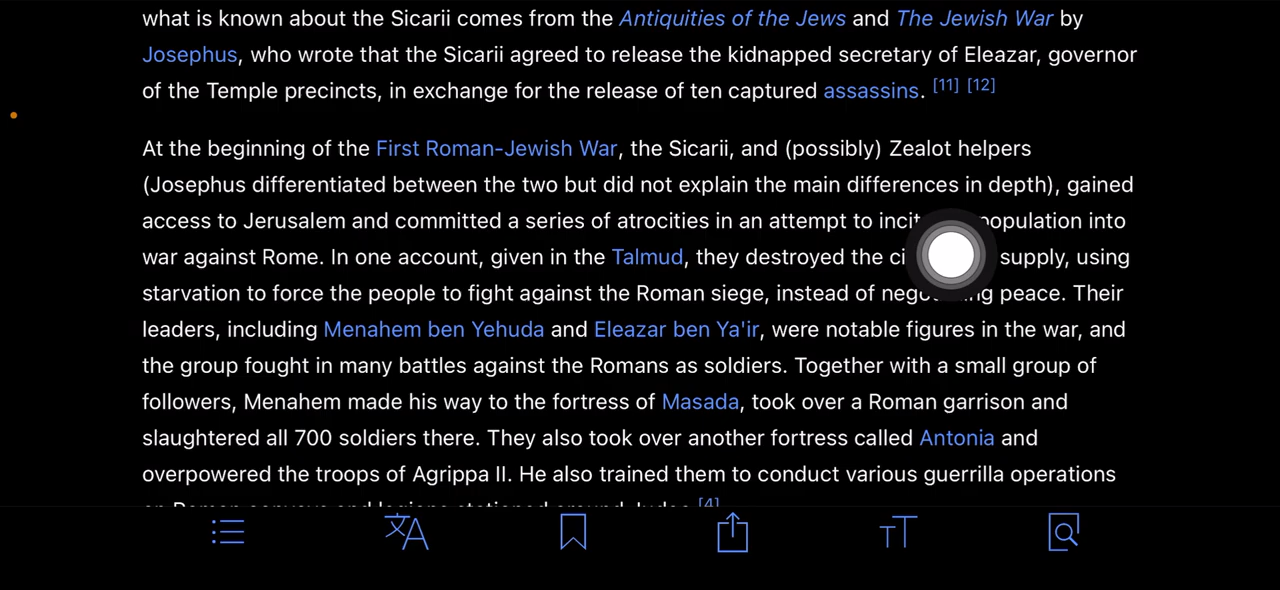 what is known about the Sicarii comes from the Antiquities of the Jews and The Jewish War by
Josephus, who wrote that the Sicarii agreed to release the kidnapped secretary of Eleazar, governor
of the Temple precincts, in exchange for the release of ten captured assassins. [11] [12]
At the beginning of the First Roman-Jewish War, the Sicarii, and (possibly) Zealot helpers
(Josephus differentiated between the two but did not explain the main differences in depth), gained
access to Jerusalem and committed a series of atrocities in an attempt to population into
war against Rome. In one account, given in the Talmud, they destroyed the supply, using
starvation to force the people to fight against the Roman siege, instead of peace. Their
leaders, including Menahem ben Yehuda and Eleazar ben Ya'ir, were notable figures in the war, and
the group fought in many battles against the Romans as soldiers. Together with a small group of
followers, Menahem made his way to the fortress of Masada, took over a Roman garrison and
slaughtered all 700 soldiers there. They also took over another fortress called Antonia and
overpowered the troops of Agrippa II. He also trained them to conduct various guerrilla operations
[4]